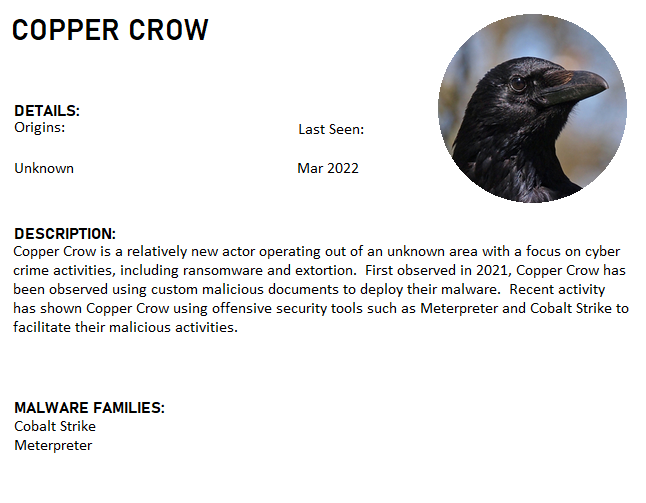 COPPER CROW
DETAILS:
Origins:
Last Seen:
Unknown
Mar 2022
DESCRIPTION:
Copper Crow is a relatively new actor operating out of an unknown area with a focus on cyber
crime activities, including ransomware and extortion.  First observed in 2021, Copper Crow has
been observed using custom malicious documents to deploy their malware.  Recent activity
has shown Copper Crow using offensive security tools such as Meterpreter and Cobalt Strike to
facilitate their malicious activities.
MALWARE FAMILIES:
Cobalt Strike
Meterpreter